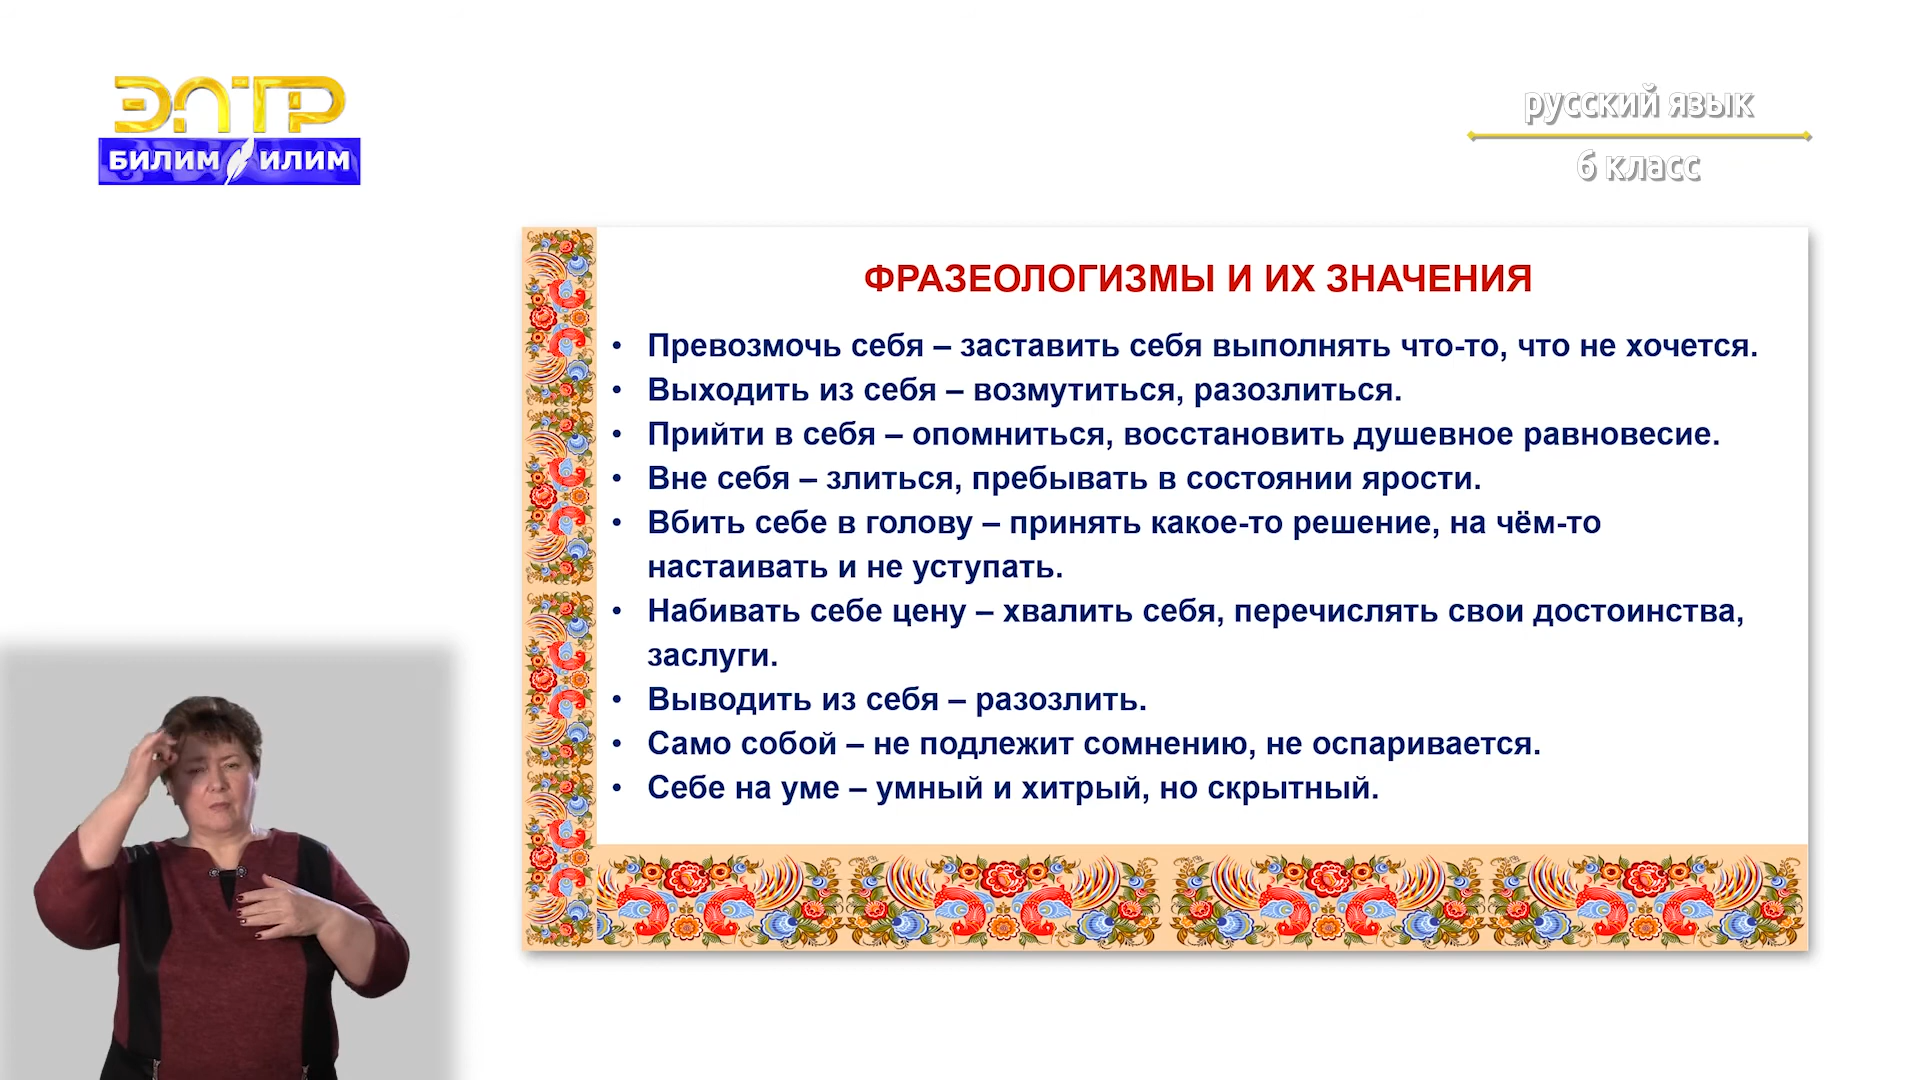 ЭЛТР
БИЛИМ ИЛИМ
русский язык
6 класс
ФРАЗЕОЛОГИЗМЫ И ИХ ЗНАЧЕНИЯ
• Превозмочь себя – заставить себя выполнять что-то, что не хочется.
• Выходить из себя – возмутиться, разозлиться.
• Прийти в себя – опомниться, восстановить душевное равновесие.
• Вне себя – злиться, пребывать в состоянии ярости.
• Вбить себе в голову – принять какое-то решение, на чём-то
настаивать и не уступать.
• Набивать себе цену – хвалить себя, перечислять свои достоинства,
заслуги.
• Выводить из себя – разозлить.
• Само собой – не подлежит сомнению, не оспаривается.
• Себе на уме – умный и хитрый, но скрытный.